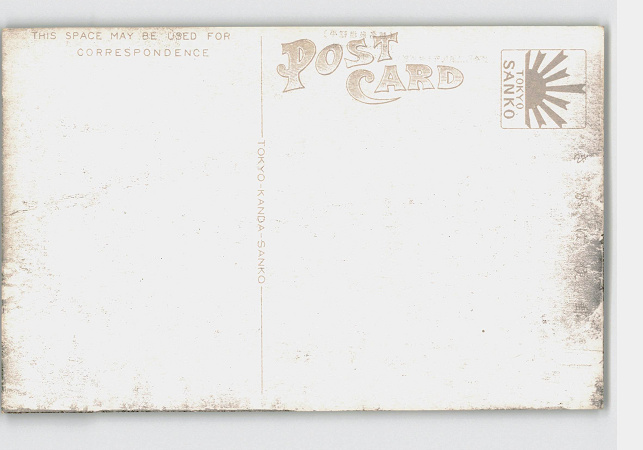 THIS SPACE MAY BE USED FOR
CORRESPONDENCE
POST
CARD
TOKYO
SANKO
TOKYO-KANDA-SANKO